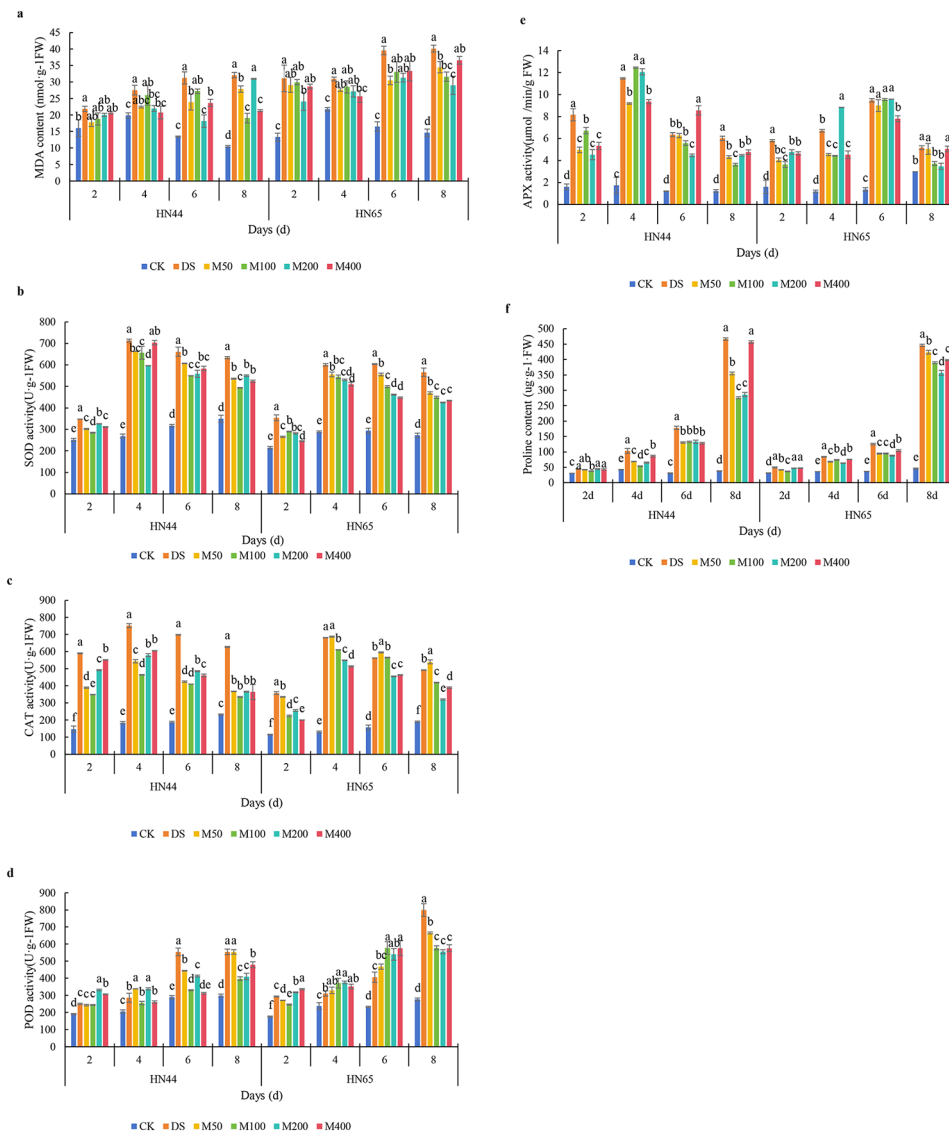 a
MDA content (nmol·g-1FW)
45
40
35
30
25
20
15
10
5
0
2 4 6 8 2 4 6 8
HN44 HN65
Days (d)
CK DS M50 M100 M200 M400
b
SOD activity(U·g-1FW)
800
700
600
500
400
300
200
100
0
e a c d b c
e a bc c d ab
e a b c c bc
e a b c b b
e a c b b d
e a b bc c d
e a b c d d
d a b b c c
2 4 6 8 2 4 6 8
HN44 HN65
Days (d)
CK DS M50 M100 M200 M400
c
CAT activity(U·g-1FW)
900
800
700
600
500
400
300
200
100
0
f a d e c b
e a c d b b
e a d d b c
c a b b b b
f a b d c e
e a a b c d
d b a b c c
f b a c e d
2 4 6 8 2 4 6 8
HN44 HN65
Days (d)
CK DS M50 M100 M200 M400
d
POD activity(U·g-1FW)
900
800
700
600
500
400
300
200
100
0
d c c c a b
c b a b a b
e a b d c de
d a a c c b
f c d e b a
c b ab a a ab
d c bc a ab a
d a b c c c
2 4 6 8 2 4 6 8
HN44 HN65
Days (d)
CK DS M50 M100 M200 M400
e
APX activity(μmol /min/g FW)
14
12
10
8
6
4
2
0
2 4 6 8 2 4 6 8
HN44 HN65
Days (d)
CK DS M50 M100 M200 M400
f
Proline content (ug·g-1·FW)
500
450
400
350
300
250
200
150
100
50
0
2d 4d 6d 8d 2d 4d 6d 8d
HN44 HN65
Days (d)
CK DS M50 M100 M200 M400